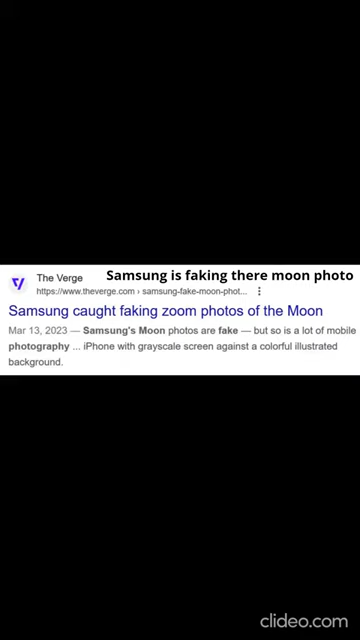 The Verge
Samsung is faking there moon photo
https://www.theverge.com › samsung-fake-moon-phot...
Samsung caught faking zoom photos of the Moon
Mar 13, 2023 — Samsung's Moon photos are fake — but so is a lot of mobile
photography ... iPhone with grayscale screen against a colorful illustrated
background.
clideo.com